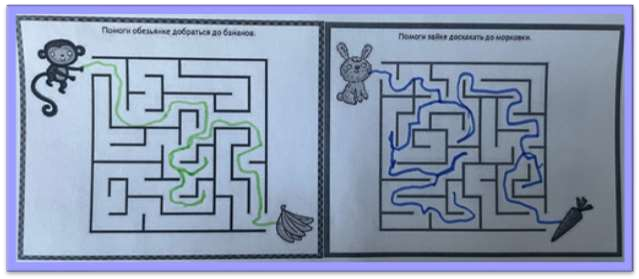 Помоги обезьянке добраться до бананов.
Помоги зайке доскакать до морковки.